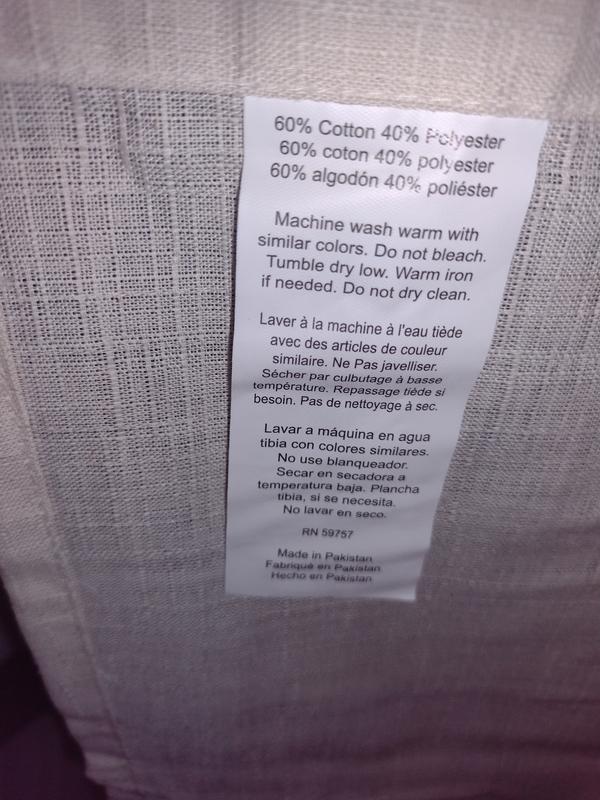 60% Cotton 40% Polyester
60% coton 40% polyester
60% algodón 40% poliéster
Machine wash warm with
similar colors. Do not bleach.
Tumble dry low. Warm iron
if needed. Do not dry clean.
Laver à la machine à l'eau tiède
avec des articles de couleur
similaire. Ne Pas javelliser.
Sécher par culbutage à basse
température. Repassage tiède si
besoin. Pas de nettoyage à sec.
Lavar a máquina en agua
tibia con colores similares.
No use blanqueador.
Secar en secadora a
temperatura baja. Plancha
tibia, si se necesita.
No lavar en seco.
RN 59757
Made in Pakistan
Fabriqué en Pakistan
Hecho en Pakistan